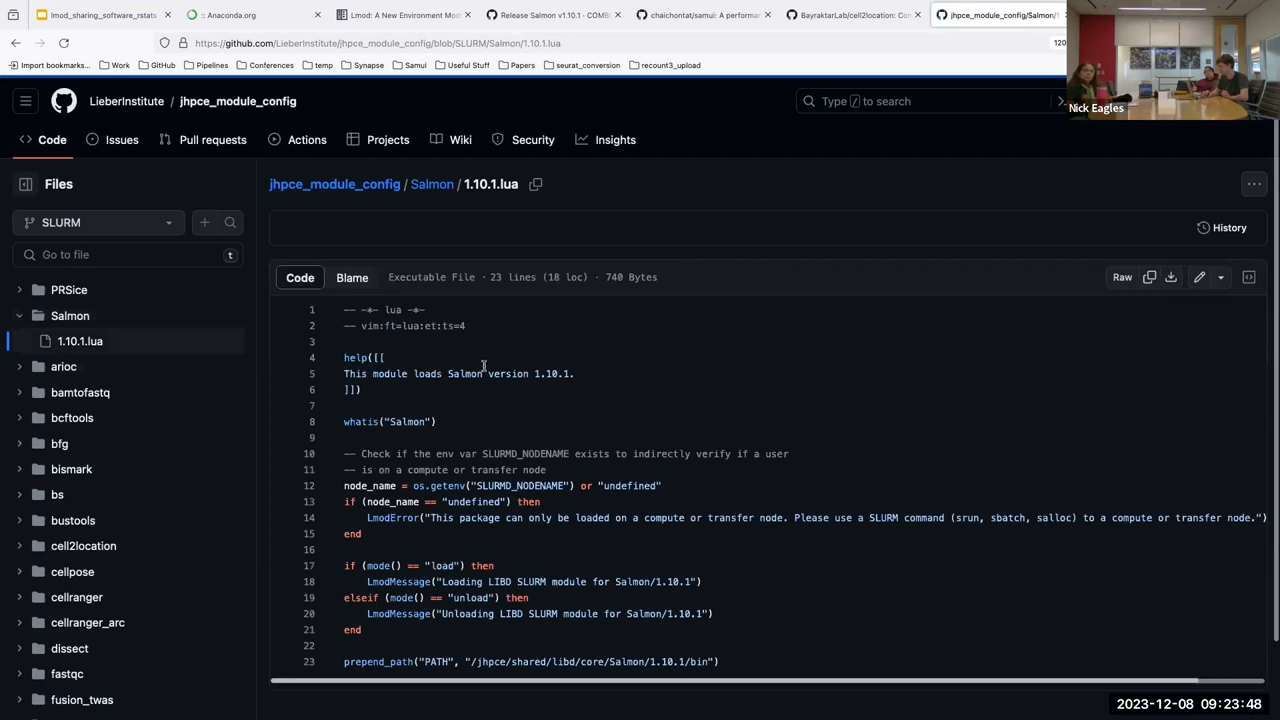 lmod_sharing_software_rstats
:: Anaconda.org
Lmod: A New Environment Mod
Release Salmon v1.10.1 · COMB
chaichontat/samui: A performa
BayraktarLab/cell2location: Co
jhpce_module_config/Salmon/1
https://github.com/LieberInstitute/jhpce_module_config/blob/SLURM/Salmon/1.10.1.lua
120
Import bookmarks... Work GitHub Pipelines Conferences temp Synapse Samui Useful Stuff Papers seurat_conversion recount3_upload
Nick Eagles
LieberInstitute / jhpce_module_config
Type / to search
Code Issues Pull requests Actions Projects Wiki Security Insights
Files
jhpce_module_config / Salmon / 1.10.1.lua
SLURM
History
Go to file t
Code Blame Executable File · 23 lines (18 loc) · 740 Bytes Raw
PRSice
Salmon
1.10.1.lua
arioc
bamtofastq
bcftools
bfg
bismark
bs
bustools
cell2location
cellpose
cellranger
cellranger_arc
dissect
fastqc
fusion_twas
1 -- -*- lua -*-
2 -- vim:ft=lua:et:ts=4
3
4 help([[
5 This module loads Salmon version 1.10.1.
6 ]])
7
8 whatis("Salmon")
9
10 -- Check if the env var SLURMD_NODENAME exists to indirectly verify if a user
11 -- is on a compute or transfer node
12 node_name = os.getenv("SLURMD_NODENAME") or "undefined"
13 if (node_name == "undefined") then
14 LmodError("This package can only be loaded on a compute or transfer node. Please use a SLURM command (srun, sbatch, salloc) to a compute or transfer node.")
15 end
16
17 if (mode() == "load") then
18 LmodMessage("Loading LIBD SLURM module for Salmon/1.10.1")
19 elseif (mode() == "unload") then
20 LmodMessage("Unloading LIBD SLURM module for Salmon/1.10.1")
21 end
22
23 prepend_path("PATH", "/jhpce/shared/libd/core/Salmon/1.10.1/bin")
2023-12-08 09:23:48